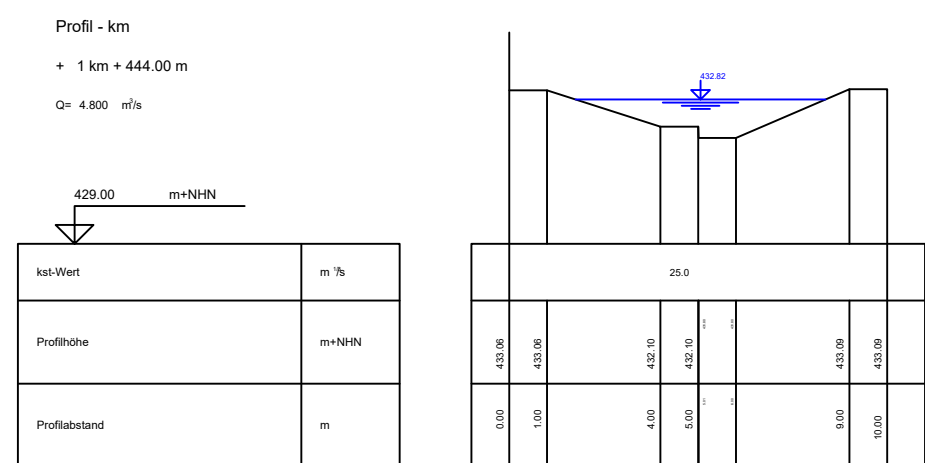 Profil - km
+ 1 km + 444.00 m
Q= 4.800 m³/s
432.82
429.00 m+NHN
kst-Wert m ¹/³/s 25.0
Profilhöhe m+NHN 433.06 433.06 432.10 432.10 433.09 433.09
Profilabstand m 0.00 1.00 4.00 5.00 9.00 10.00